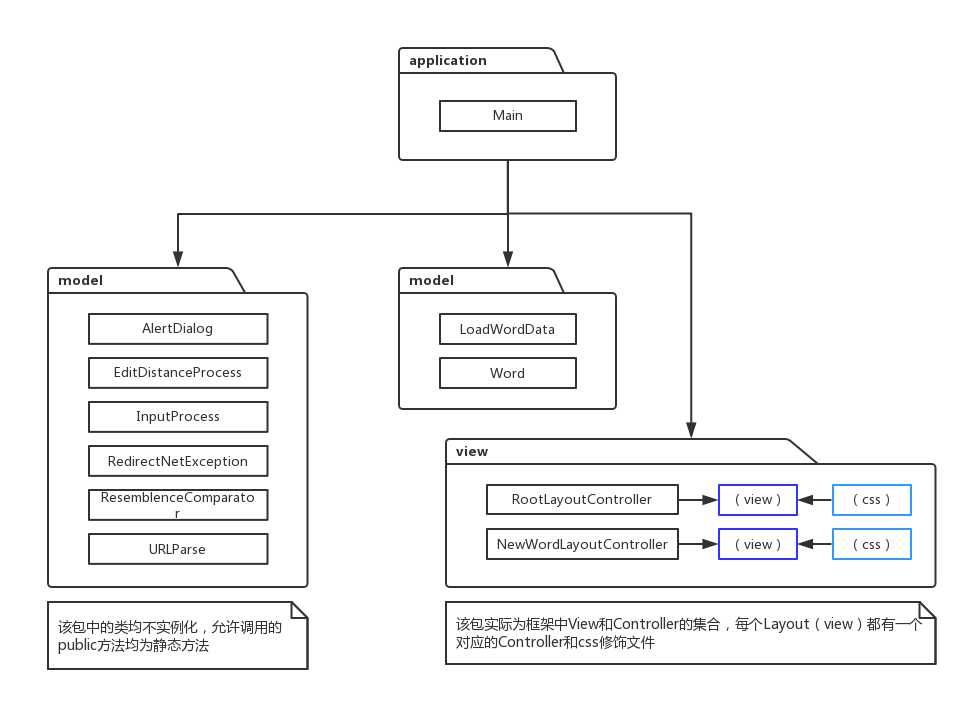 application
Main
model
AlertDialog
EditDistanceProcess
InputProcess
RedirectNetException
ResemblenceComparato
r
URLParse
model
LoadWordData
Word
view
RootLayoutController
（view）
（css）
NewWordLayoutController
（view）
（css）
该包中的类均不实例化，允许调用的
public方法均为静态方法
该包实际为框架中View和Controller的集合，每个Layout（view）都有一个
对应的Controller和css修饰文件